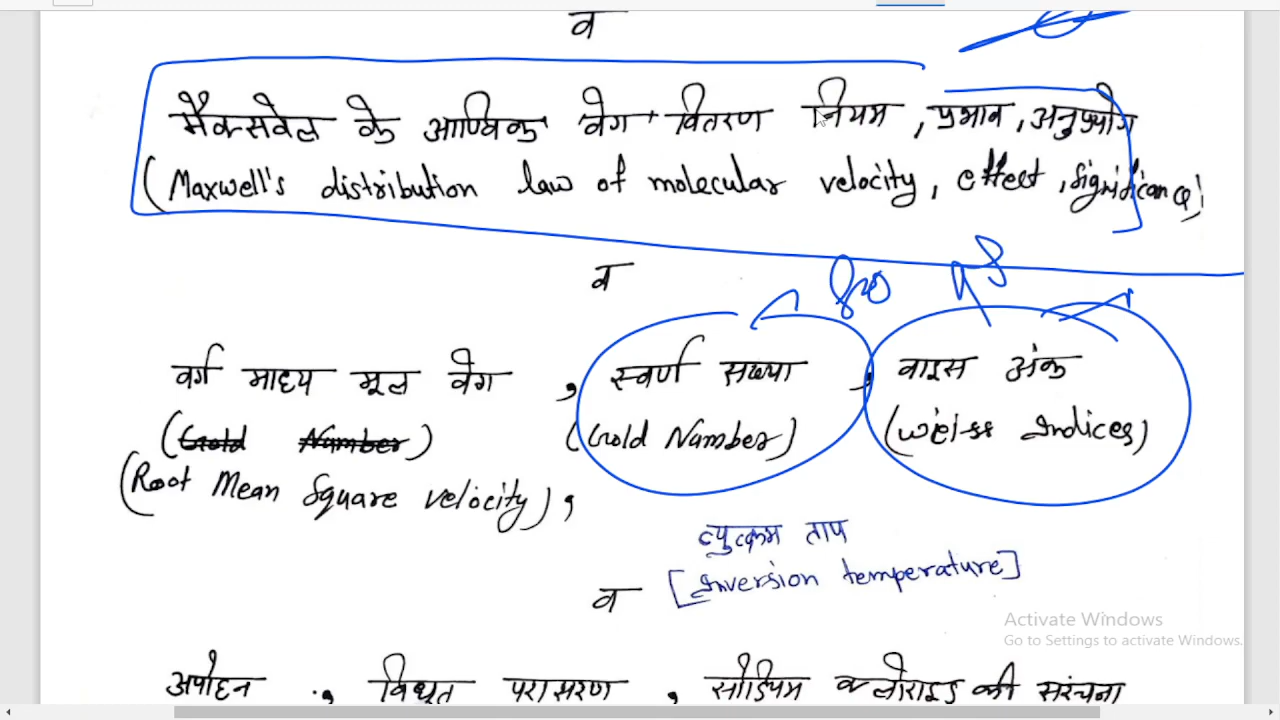 व
मैक्सवेल के आण्विक वेग वितरण नियम, प्रभाव, अनुप्रयोग
(Maxwell's distribution law of molecular velocity, effect, significance)
व
वर्ग माध्य मूल वेग, स्वर्ण संख्या, वाइस अंक
(Gold Number) (Gold Number) (Wielss Indices)
(Root Mean Square velocity),
व्युत्क्रम ताप
व [Inversion temperature]
Activate Windows
Go to Settings to activate Windows.
अपोहन, विधुत परासरण, सोडियम क्लोराइड की संरचना